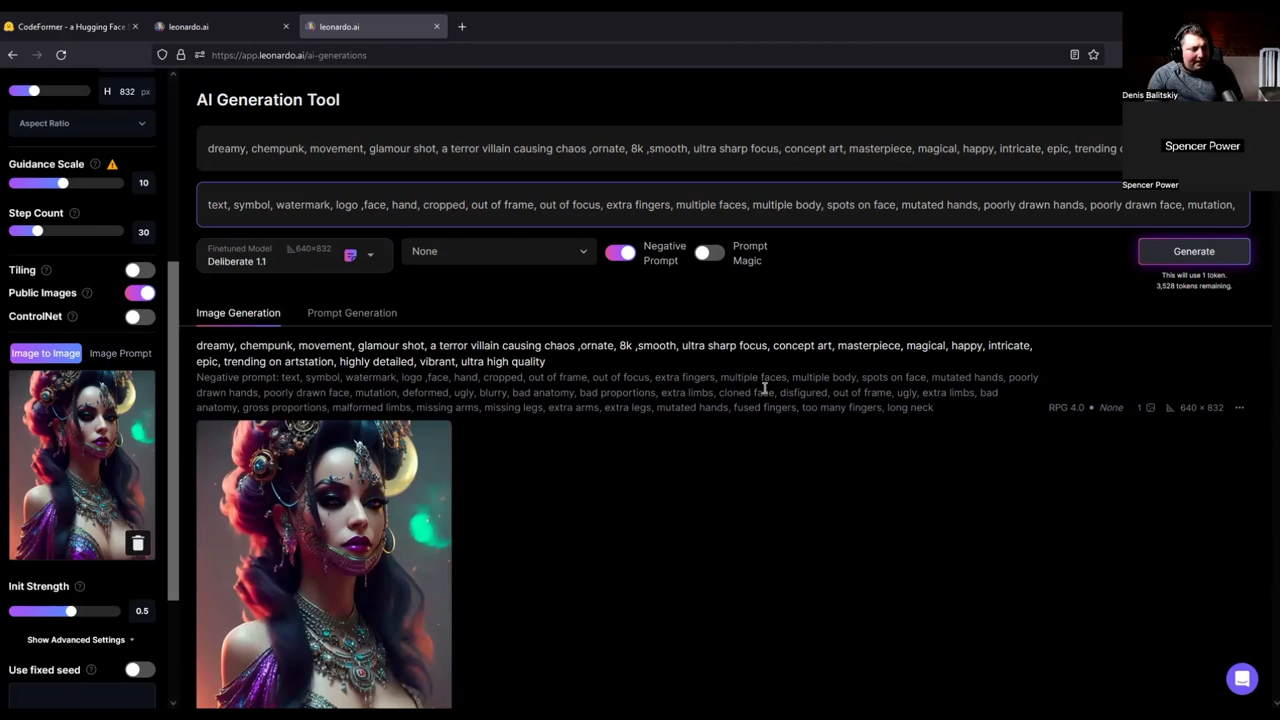 CodeFormer - a Hugging Face
leonardo.ai
leonardo.ai
https://app.leonardo.ai/ai-generations
Denis Balitskiy
Spencer Power
Spencer Power
H 832 px
Aspect Ratio
Guidance Scale
10
Step Count
30
Tiling
Public Images
ControlNet
Image to Image
Image Prompt
Init Strength
0.5
Show Advanced Settings
Use fixed seed
AI Generation Tool
dreamy, chempunk, movement, glamour shot, a terror villain causing chaos ,ornate, 8k ,smooth, ultra sharp focus, concept art, masterpiece, magical, happy, intricate, epic, trending
text, symbol, watermark, logo ,face, hand, cropped, out of frame, out of focus, extra fingers, multiple faces, multiple body, spots on face, mutated hands, poorly drawn hands, poorly drawn face, mutation,
Finetuned Model
640×832
Deliberate 1.1
None
Negative
Prompt
Prompt
Magic
Generate
This will use 1 token.
3,528 tokens remaining.
Image Generation
Prompt Generation
dreamy, chempunk, movement, glamour shot, a terror villain causing chaos ,ornate, 8k ,smooth, ultra sharp focus, concept art, masterpiece, magical, happy, intricate,
epic, trending on artstation, highly detailed, vibrant, ultra high quality
Negative prompt: text, symbol, watermark, logo ,face, hand, cropped, out of frame, out of focus, extra fingers, multiple faces, multiple body, spots on face, mutated hands, poorly
drawn hands, poorly drawn face, mutation, deformed, ugly, blurry, bad anatomy, bad proportions, extra limbs, cloned face, disfigured, out of frame, ugly, extra limbs, bad
anatomy, gross proportions, malformed limbs, missing arms, missing legs, extra arms, extra legs, mutated hands, fused fingers, too many fingers, long neck
RPG 4.0 • None
1
640 × 832